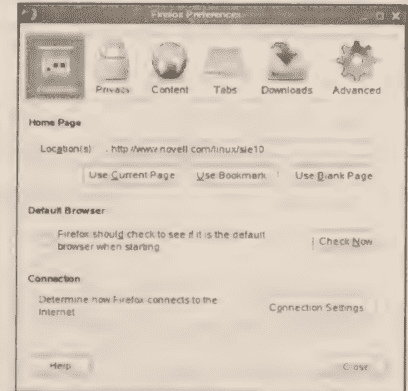 Firefox Preferences
Privacy Content Tabs Downloads Advanced
Home Page
Location(s) http://www.novell.com/linux/sle10
Use Current Page Use Bookmark Use Blank Page
Default Browser
Firefox should check to see if it is the default
browser when starting
Check Now
Connection
Determine how Firefox connects to the
Internet
Connection Settings
Help Close